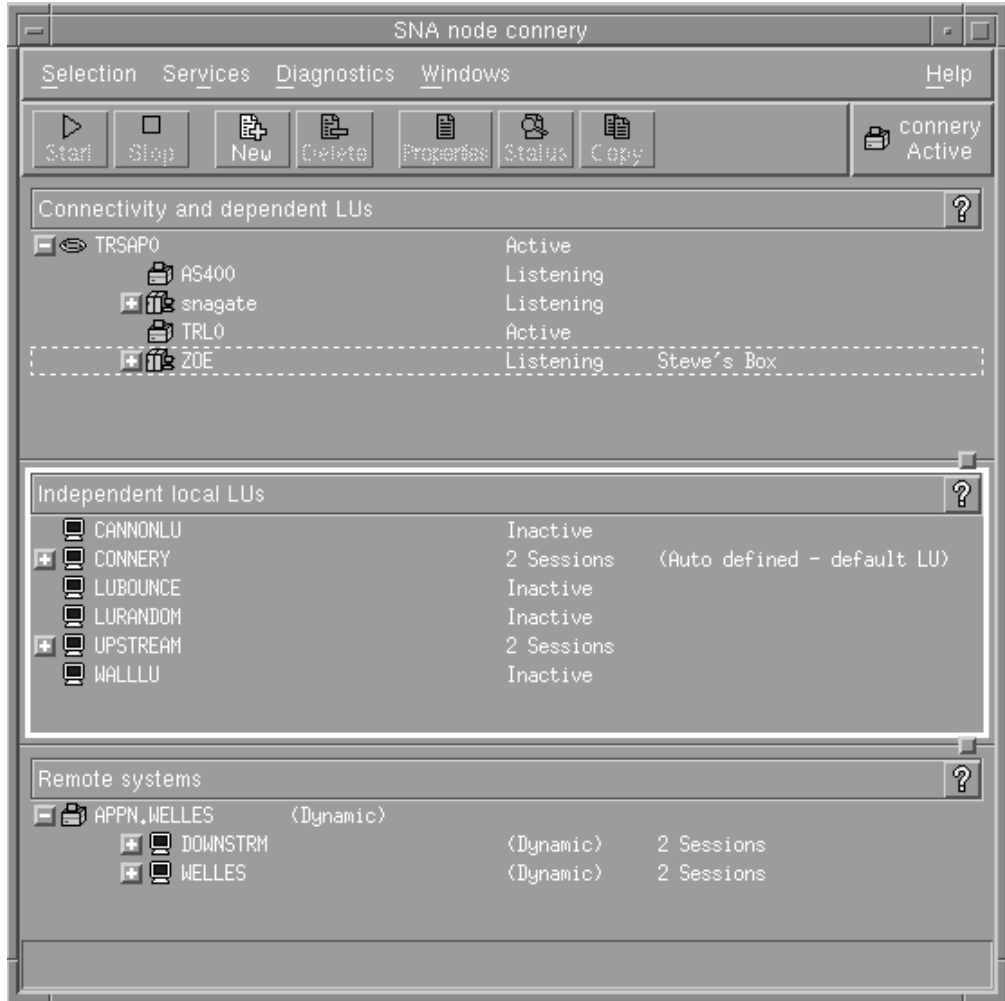 SNA node connery
Selection Services Diagnostics Windows Help
Start Stop New Delete Properties Status Copy connery Active
Connectivity and dependent LUs ?
TRSAP0 Active
AS400 Listening
snagate Listening
TRL0 Active
ZOE Listening Steve's Box
Independent local LUs ?
CANNONLU Inactive
CONNERY 2 Sessions (Auto defined - default LU)
LUBOUNCE Inactive
LURANDOM Inactive
UPSTREAM 2 Sessions
WALLLU Inactive
Remote systems ?
APPN.WELLES (Dynamic)
DOWNSTRM (Dynamic) 2 Sessions
WELLES (Dynamic) 2 Sessions